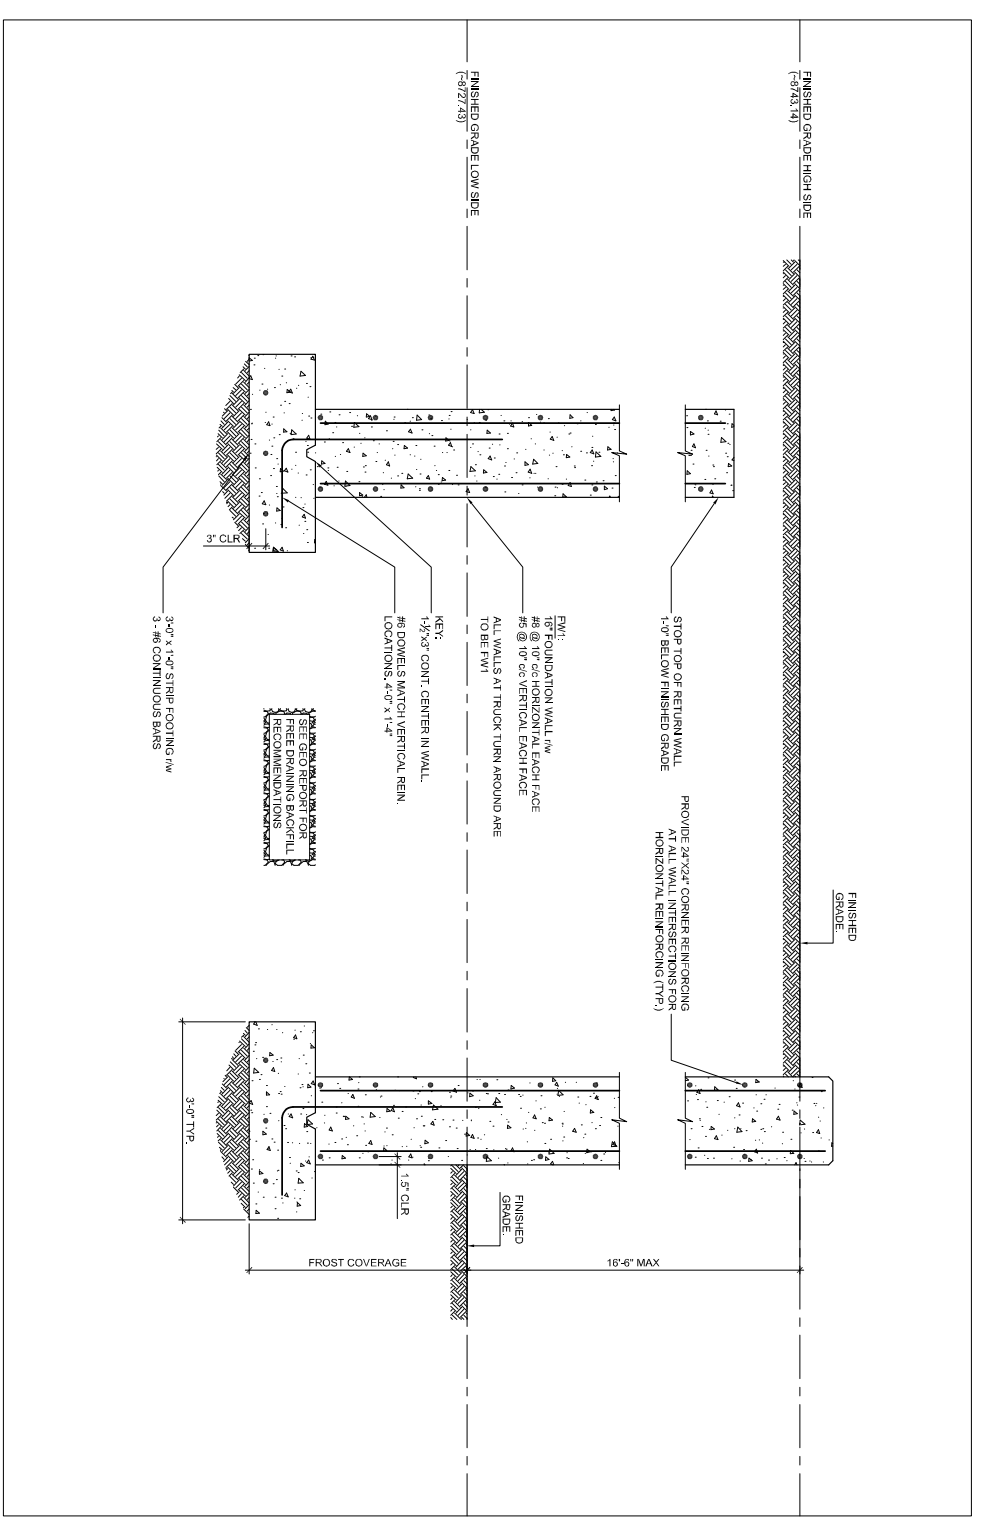 FINISHED GRADE HIGH SIDE
(~8743.14)
FINISHED GRADE LOW SIDE
(~8727.43)
FINISHED
GRADE.
STOP TOP OF RETURN WALL
1-'0" BELOW FINISHED GRADE
PROVIDE 24"X24" CORNER REINFORCING
AT ALL WALL INTERSECTIONS FOR
HORIZONTAL REINFORCING (TYP.)
FW1:
16" FOUNDATION WALL r/w
#8 @ 10" c/c HORIZONTAL EACH FACE
#5 @ 10" c/c VERTICAL EACH FACE
ALL WALLS AT TRUCK TURN AROUND ARE
TO BE FW1
KEY:
1-½"x3" CONT. CENTER IN WALL.
#6 DOWELS MATCH VERTICAL REIN.
LOCATIONS. 4'-0" x 1'-4"
SEE GEO REPORT FOR
FREE DRAINING BACKFILL
RECOMMENDATIONS
3'-0" x 1'-0" STRIP FOOTING r/w
3 - #6 CONTINUOUS BARS
3" CLR
1.5" CLR
FINISHED
GRADE.
16'-6" MAX
FROST COVERAGE
3'-0" TYP.